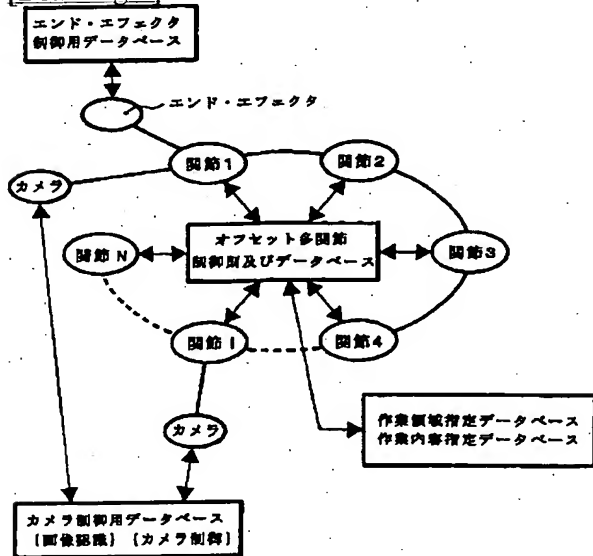 エンド・エフェクタ
制御用データベース
エンド・エフェクタ
関節1
関節2
カメラ
オフセット多関節
制御則及びデータベース
関節N
関節3
関節I
関節4
カメラ
作業領域指定データベース
作業内容指定データベース
カメラ制御用データベース
[画像認識] [カメラ制御]